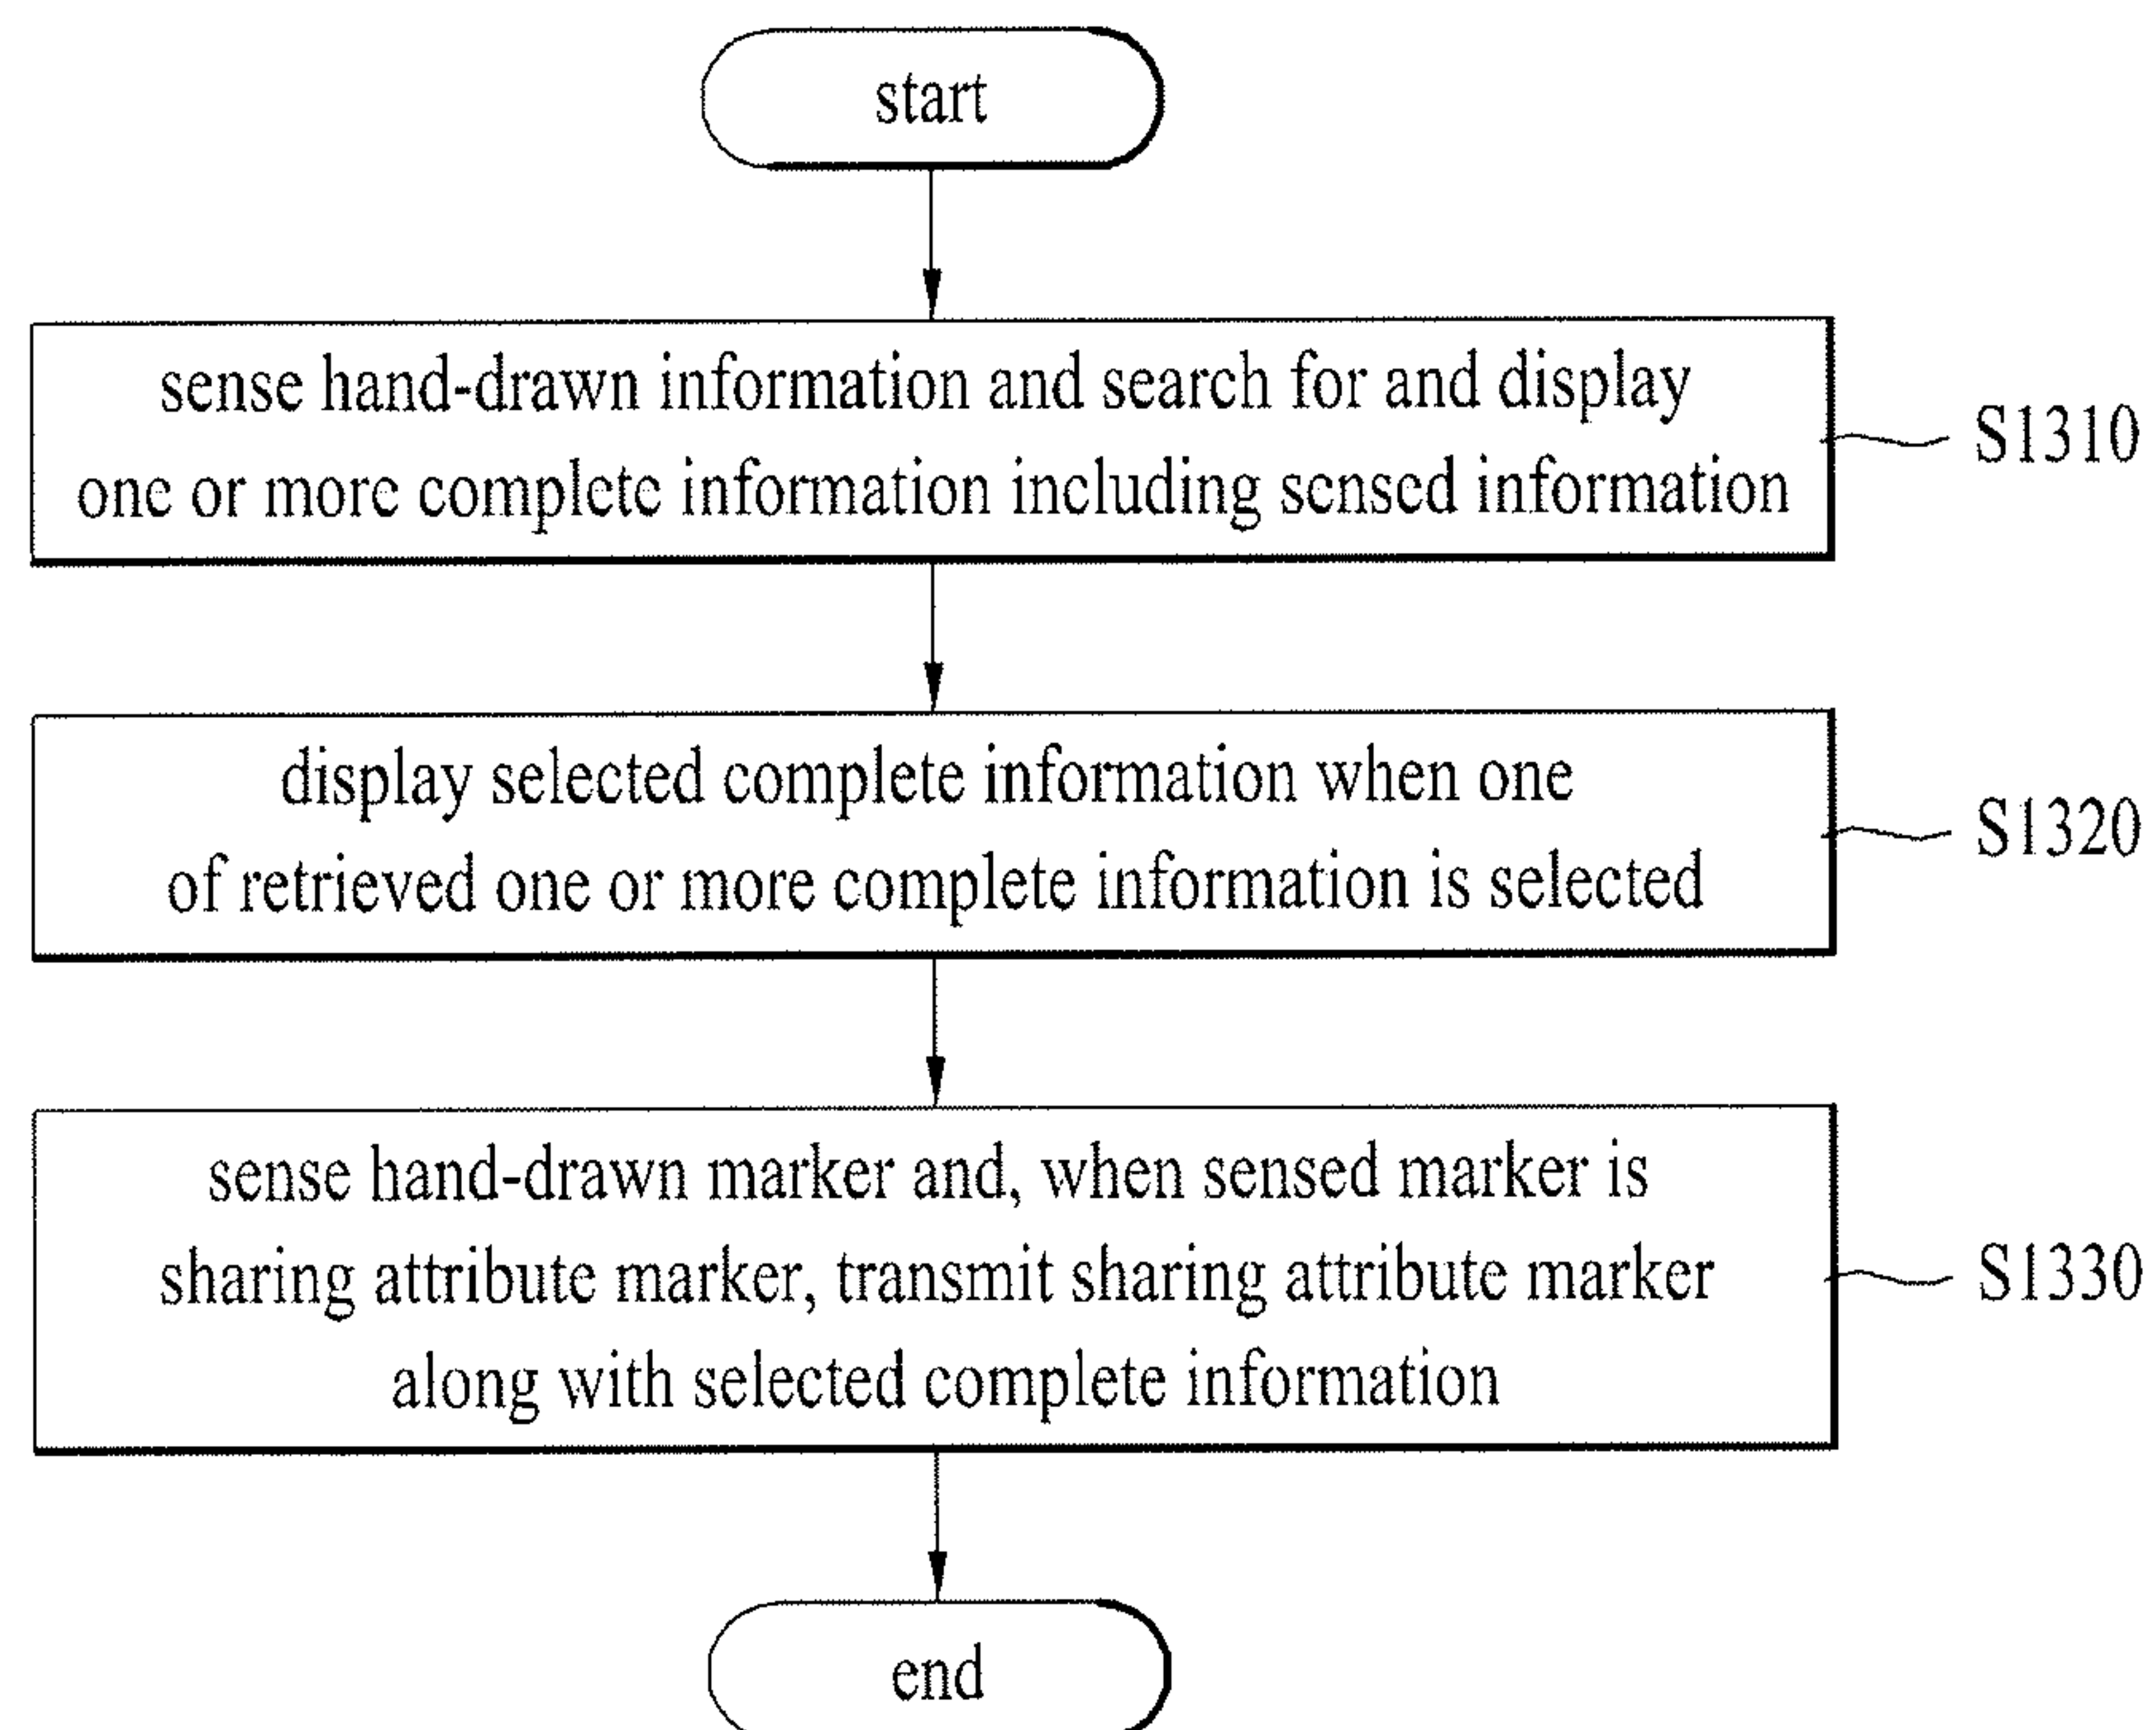 start
sense hand-drawn information and search for and display
one or more complete information including sensed information
S1310
display selected complete information when one
of retrieved one or more complete information is selected
S1320
sense hand-drawn marker and, when sensed marker is
sharing attribute marker, transmit sharing attribute marker
along with selected complete information
S1330
end